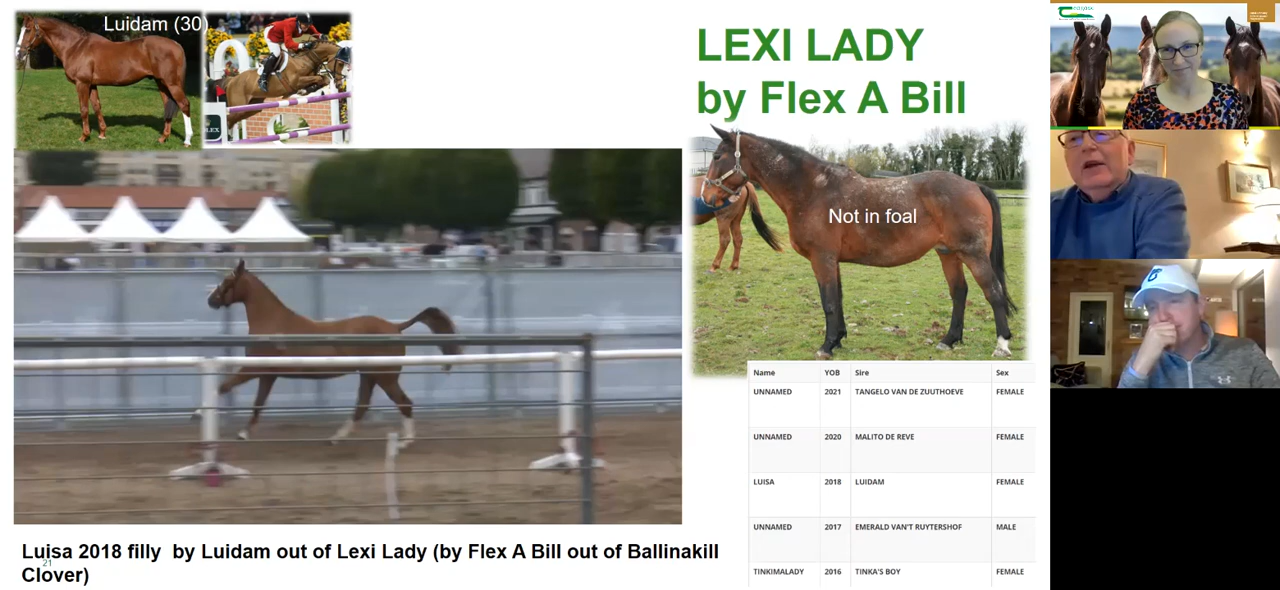 Luidam (30)
LEXI LADY
by Flex A Bill
Not in foal
Name YOB Sire Sex
UNNAMED 2021 TANGELO VAN DE ZUUTHOEVE FEMALE
UNNAMED 2020 MALITO DE REVE FEMALE
LUISA 2018 LUIDAM FEMALE
UNNAMED 2017 EMERALD VAN'T RUYTERSHOF MALE
TINKIMALADY 2016 TINKA'S BOY FEMALE
Luisa 2018 filly by Luidam out of Lexi Lady (by Flex A Bill out of Ballinakill
Clover)
21